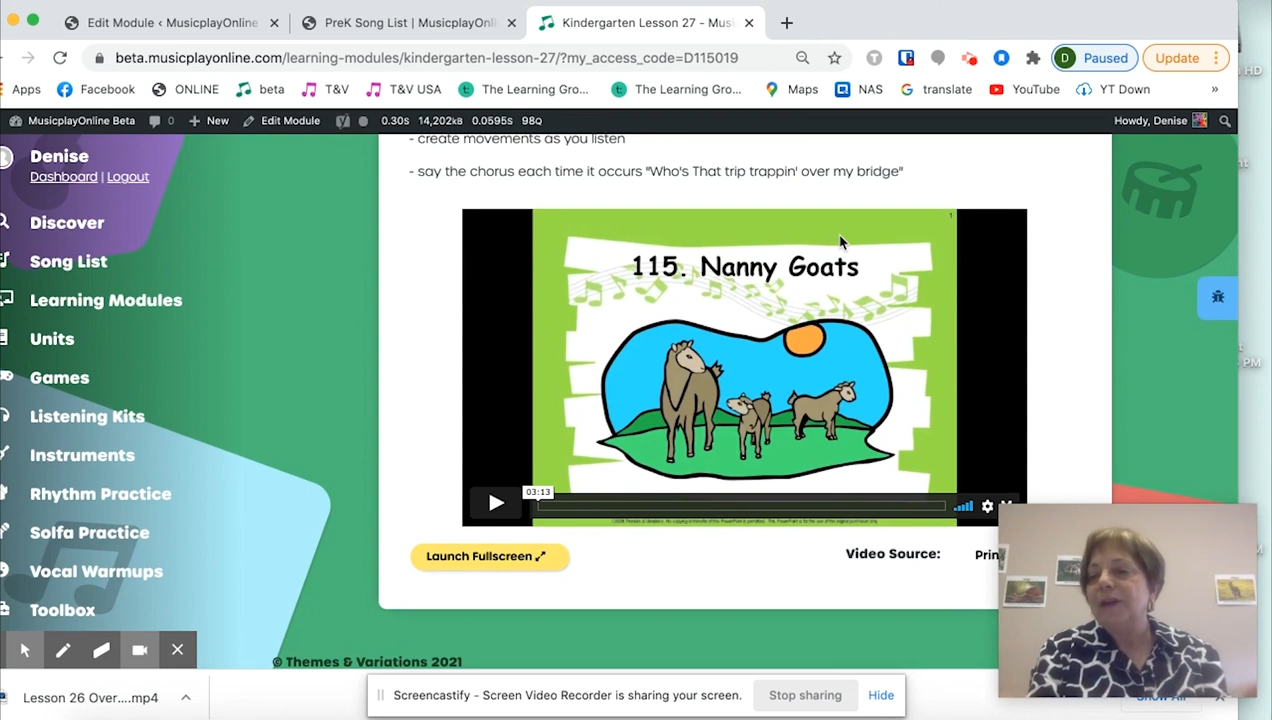 Edit Module ‹ MusicplayOnline
PreK Song List | MusicplayOnli
Kindergarten Lesson 27 - Mus
beta.musicplayonline.com/learning-modules/kindergarten-lesson-27/?my_access_code=D115019
D Paused
Update
Apps
Facebook
ONLINE
beta
T&V
T&V USA
The Learning Gro...
The Learning Gro...
Maps
NAS
translate
YouTube
YT Down
»
MusicplayOnline Beta
0
New
Edit Module
0.30s
14,202kB
0.0595s
98Q
Howdy, Denise
Denise
Dashboard | Logout
Discover
Song List
Learning Modules
Units
Games
Listening Kits
Instruments
Rhythm Practice
Solfa Practice
Vocal Warmups
Toolbox
- create movements as you listen
- say the chorus each time it occurs "Who's That trip trappin' over my bridge"
1
115. Nanny Goats
03:13
Launch Fullscreen
Video Source:
Prin
© Themes & Variations 2021
Lesson 26 Over....mp4
Screencastify - Screen Video Recorder is sharing your screen.
Stop sharing
Hide